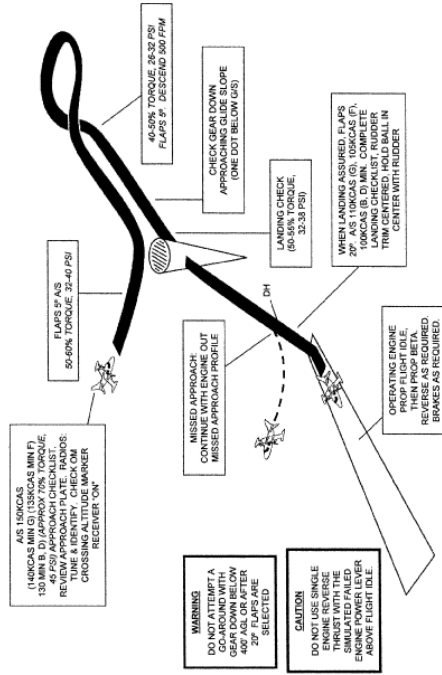 A/S 150KCAS
(140KCAS MIN G) (135KCAS MIN F)
130 MIN B, D) (APPROX 70% TORQUE,
45 PSI) APPROACH CHECKLIST.
REVIEW APPROACH PLATE. RADIOS:
TUNE & IDENTIFY. CHECK OM
CROSSING ALTITUDE MARKER
RECEIVER "ON"
FLAPS 5° A/S
50-60% TORQUE, 32-40 PSI
40-50% TORQUE, 26-32 PSI
FLAPS 5°. DESCEND 500 FPM
CHECK GEAR DOWN
APPROACHING GLIDE SLOPE
(ONE DOT BELOW G/S)
LANDING CHECK
(50-55% TORQUE,
32-38 PSI)
MISSED APPROACH:
CONTINUE WITH ENGINE OUT
MISSED APPROACH PROFILE
DH
WHEN LANDING ASSURED, FLAPS
20°. A/S 110KCAS (G), 105KCAS (F),
100KCAS (B, D) MIN. COMPLETE
LANDING CHECKLIST, RUDDER
TRIM CENTERED, HOLD BALL IN
CENTER WITH RUDDER
OPERATING ENGINE
PROP FLIGHT IDLE,
THEN PROP BETA.
REVERSE AS REQUIRED.
BRAKES AS REQUIRED.
WARNING
DO NOT ATTEMPT A
GO-AROUND WITH
GEAR DOWN BELOW
400' AGL OR AFTER
20° FLAPS ARE
SELECTED
CAUTION
DO NOT USE SINGLE
ENGINE REVERSE
THRUST WITH THE
SIMULATED FAILED
ENGINE POWER LEVER
ABOVE FLIGHT IDLE.